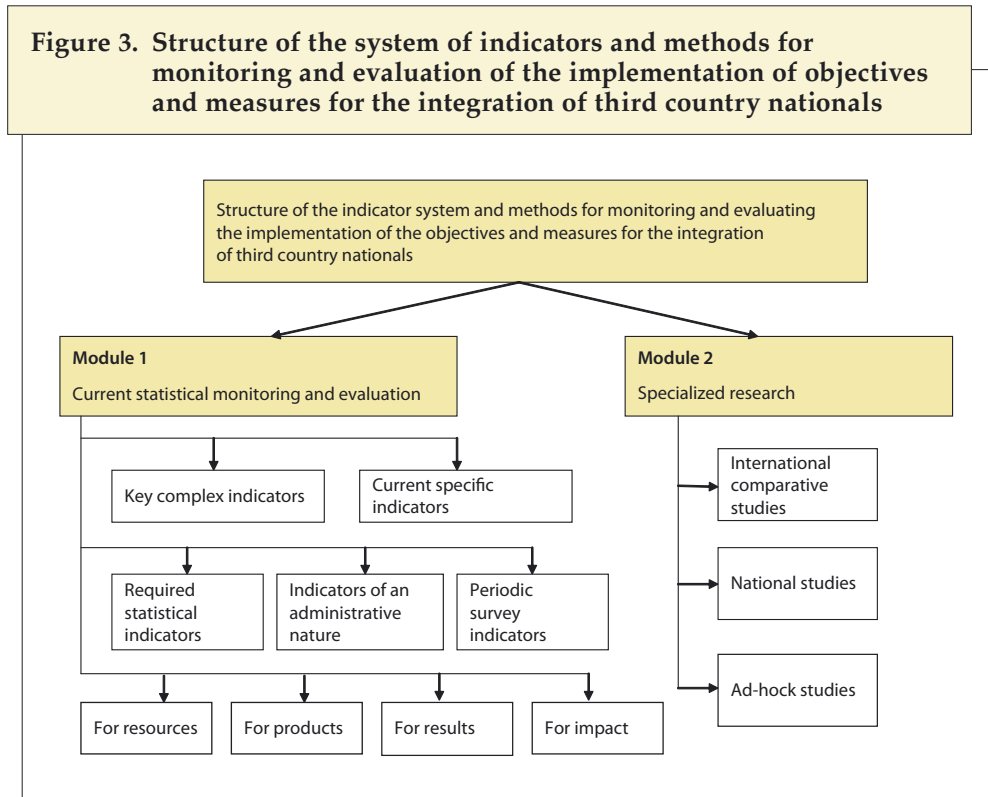 Figure 3. Structure of the system of indicators and methods for
monitoring and evaluation of the implementation of objectives
and measures for the integration of third country nationals
Structure of the indicator system and methods for monitoring and evaluating
the implementation of the objectives and measures for the integration
of third country nationals
Module 1
Current statistical monitoring and evaluation
Module 2
Specialized research
Key complex indicators
Current specific
indicators
Required
statistical
indicators
Indicators of an
administrative
nature
Periodic
survey
indicators
For resources
For products
For results
For impact
International
comparative
studies
National studies
Ad-hock studies